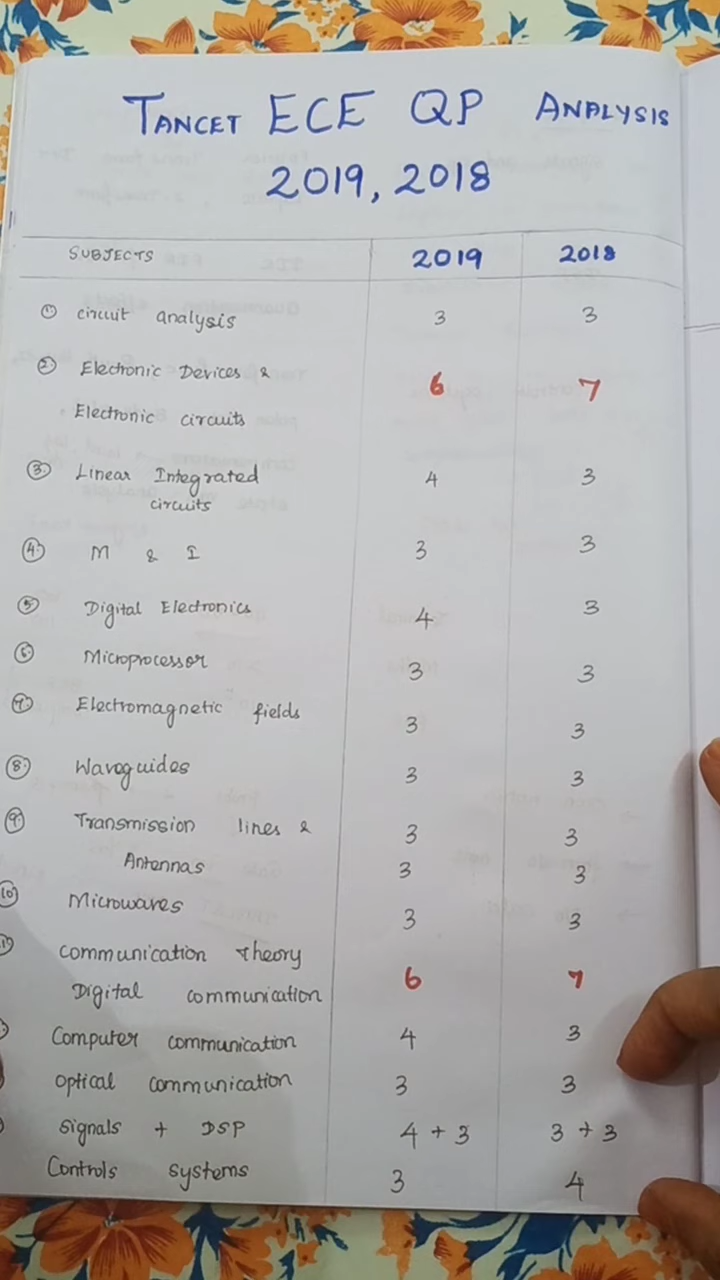 TANCET ECE QP ANALYSIS
2019, 2018
SUBJECTS 2019 2018
① circuit analysis 3 3
② Electronic Devices &
Electronic circuits 6 7
③ Linear Integrated 4 3
circuits
④ M & I 3 3
⑤ Digital Electronics 4 3
⑥ Microprocessor 3 3
⑦ Electromagnetic fields 3 3
⑧ Waveguides 3 3
⑨ Transmission lines & 3 3
Antennas 3 3
⑩ Microwaves 3 3
⑪ Communication Theory
Digital communication 6 7
Computer communication 4 3
optical communication 3 3
Signals + DSP 4 + 3 3 + 3
Controls systems 3 4